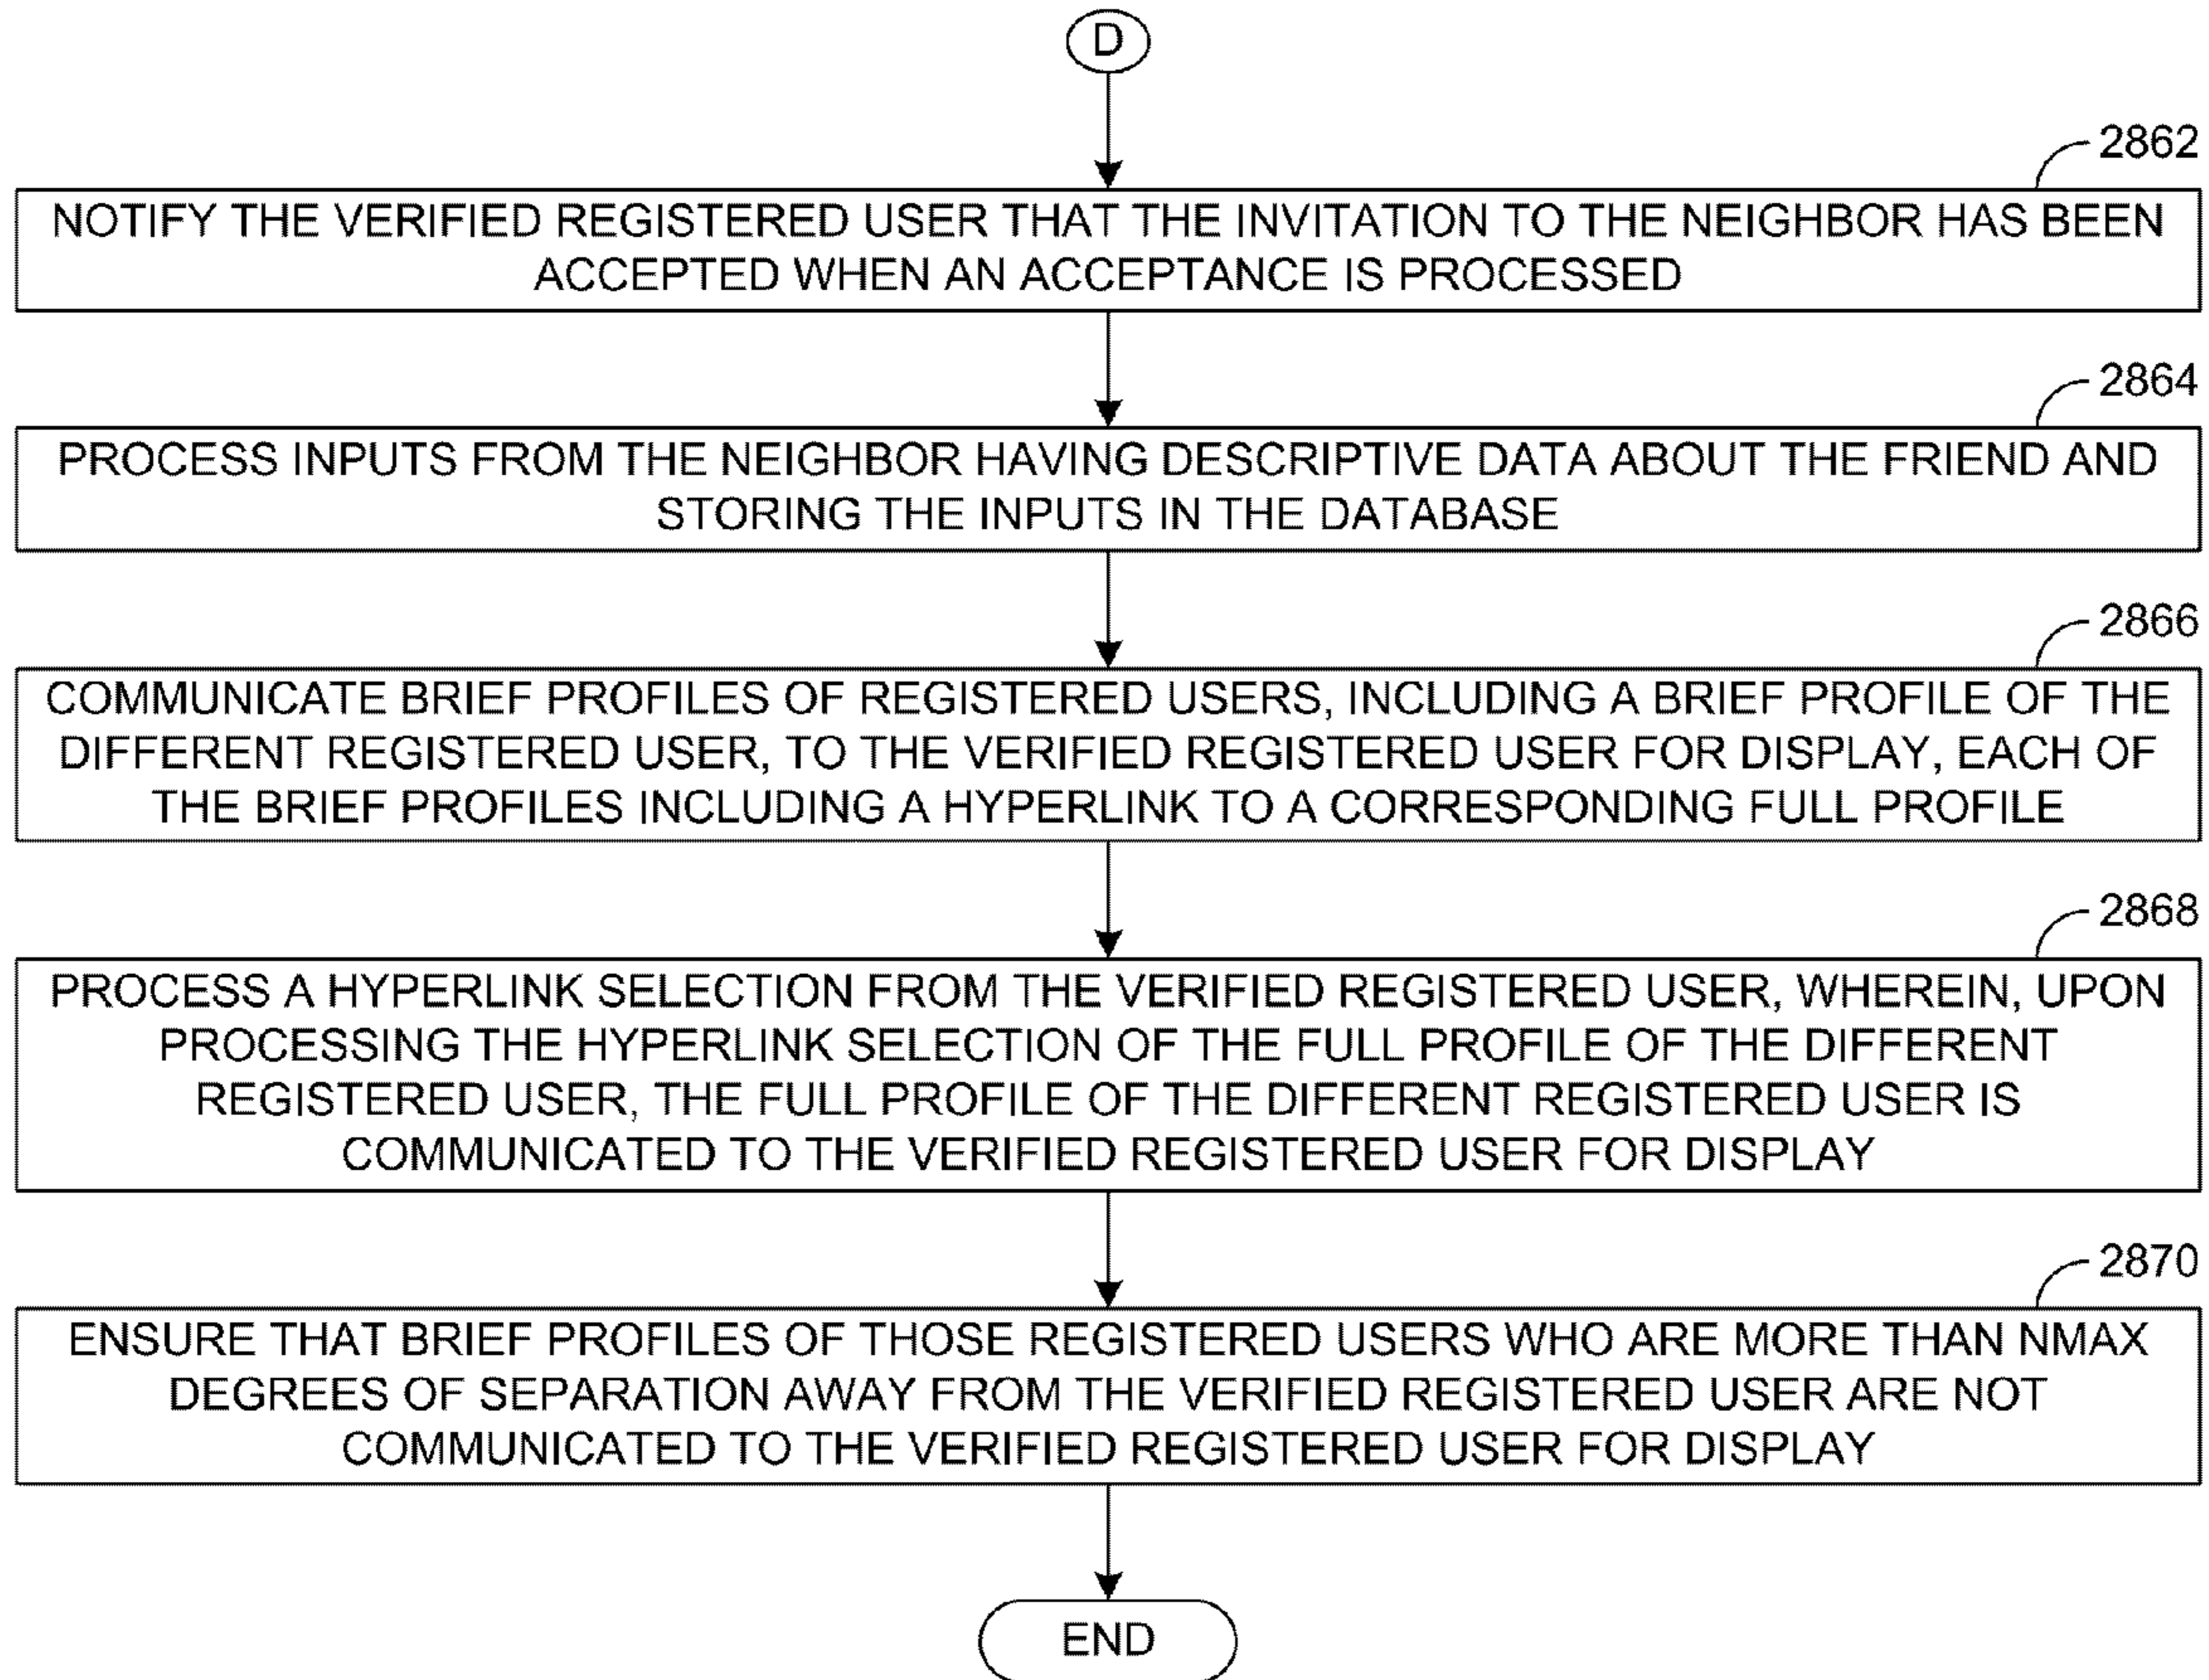 D
2862
NOTIFY THE VERIFIED REGISTERED USER THAT THE INVITATION TO THE NEIGHBOR HAS BEEN
ACCEPTED WHEN AN ACCEPTANCE IS PROCESSED
2864
PROCESS INPUTS FROM THE NEIGHBOR HAVING DESCRIPTIVE DATA ABOUT THE FRIEND AND
STORING THE INPUTS IN THE DATABASE
2866
COMMUNICATE BRIEF PROFILES OF REGISTERED USERS, INCLUDING A BRIEF PROFILE OF THE
DIFFERENT REGISTERED USER, TO THE VERIFIED REGISTERED USER FOR DISPLAY, EACH OF
THE BRIEF PROFILES INCLUDING A HYPERLINK TO A CORRESPONDING FULL PROFILE
2868
PROCESS A HYPERLINK SELECTION FROM THE VERIFIED REGISTERED USER, WHEREIN, UPON
PROCESSING THE HYPERLINK SELECTION OF THE FULL PROFILE OF THE DIFFERENT
REGISTERED USER, THE FULL PROFILE OF THE DIFFERENT REGISTERED USER IS
COMMUNICATED TO THE VERIFIED REGISTERED USER FOR DISPLAY
2870
ENSURE THAT BRIEF PROFILES OF THOSE REGISTERED USERS WHO ARE MORE THAN NMAX
DEGREES OF SEPARATION AWAY FROM THE VERIFIED REGISTERED USER ARE NOT
COMMUNICATED TO THE VERIFIED REGISTERED USER FOR DISPLAY
END